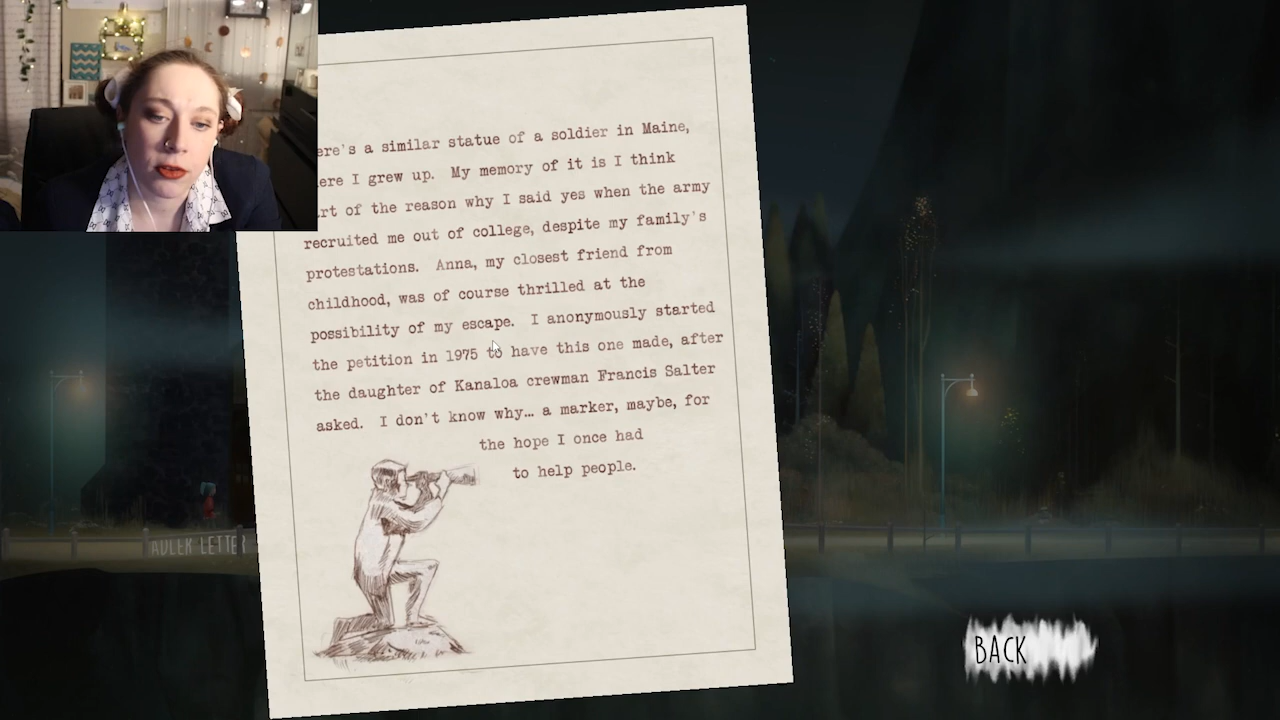 ere's a similar statue of a soldier in Maine,
ere I grew up. My memory of it is I think
rt of the reason why I said yes when the army
recruited me out of college, despite my family's
protestations. Anna, my closest friend from
childhood, was of course thrilled at the
possibility of my escape. I anonymously started
the petition in 1975 to have this one made, after
the daughter of Kanaloa crewman Francis Salter
asked. I don't know why… a marker, maybe, for
the hope I once had
to help people.
ADLER LETTER
BACK